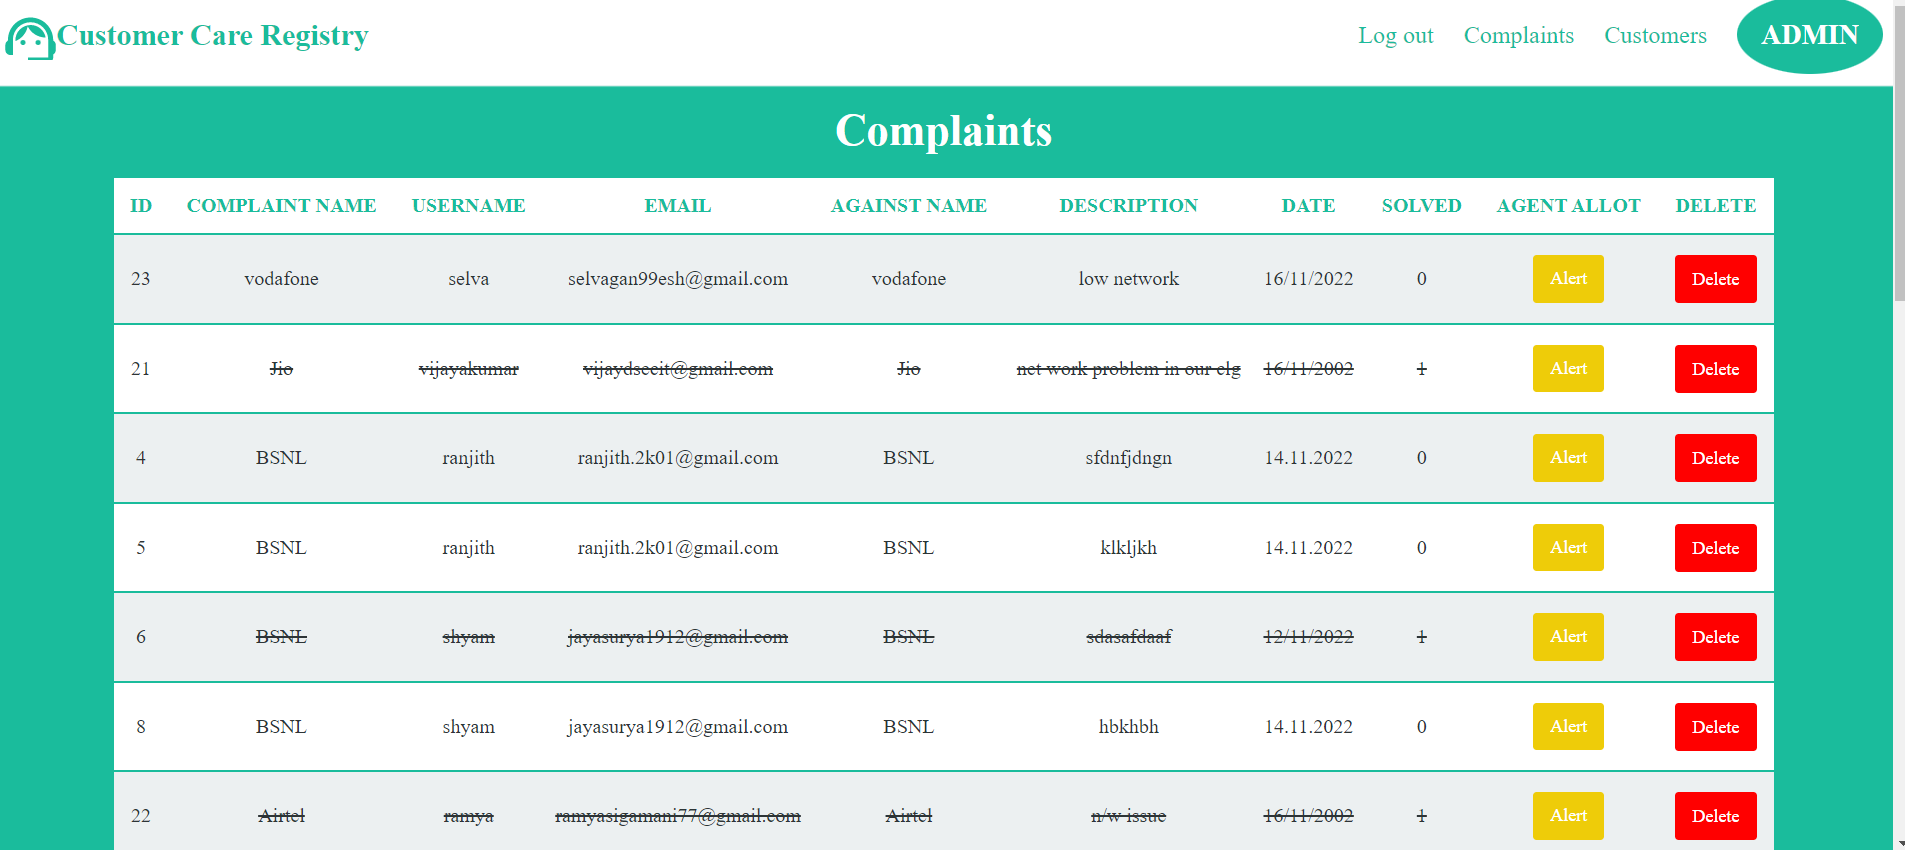 Customer Care Registry Log out Complaints Customers ADMIN
Complaints
ID COMPLAINT NAME USERNAME EMAIL AGAINST NAME DESCRIPTION DATE SOLVED AGENT ALLOT DELETE
23 vodafone selva selvagan99esh@gmail.com vodafone low network 16/11/2022 0 Alert Delete
21 Jio vijayakumar vijaydsecit@gmail.com Jio net work problem in our clg 16/11/2002 1 Alert Delete
4 BSNL ranjith ranjith.2k01@gmail.com BSNL sfdnfjdngn 14.11.2022 0 Alert Delete
5 BSNL ranjith ranjith.2k01@gmail.com BSNL klkljkh 14.11.2022 0 Alert Delete
6 BSNL shyam jayasurya1912@gmail.com BSNL sdasafdaaf 12/11/2022 1 Alert Delete
8 BSNL shyam jayasurya1912@gmail.com BSNL hbkhbh 14.11.2022 0 Alert Delete
22 Airtel ramya ramyasigamani77@gmail.com Airtel n/w issue 16/11/2002 1 Alert Delete